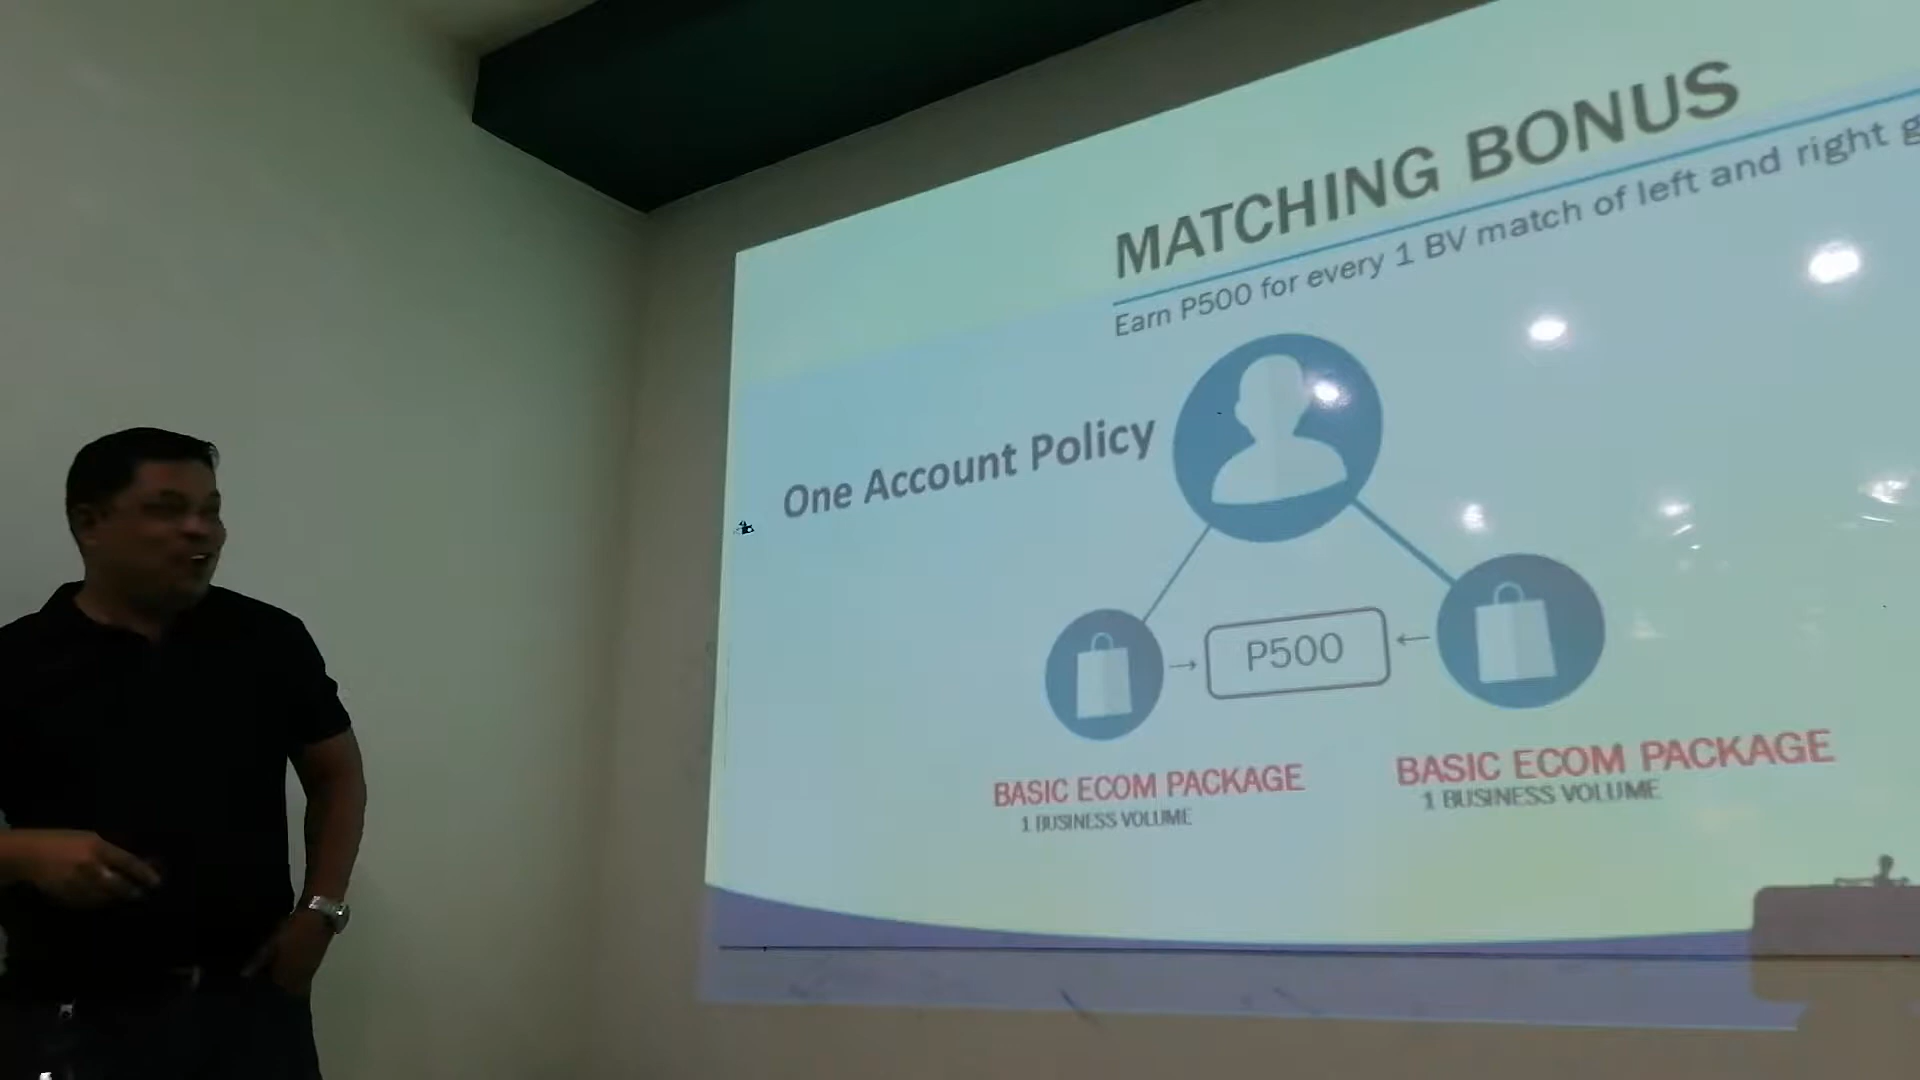 MATCHING BONUS
Earn P500 for every 1 BV match of left and right
One Account Policy
P500
BASIC ECOM PACKAGE
1 BUSINESS VOLUME
BASIC ECOM PACKAGE
1 BUSINESS VOLUME